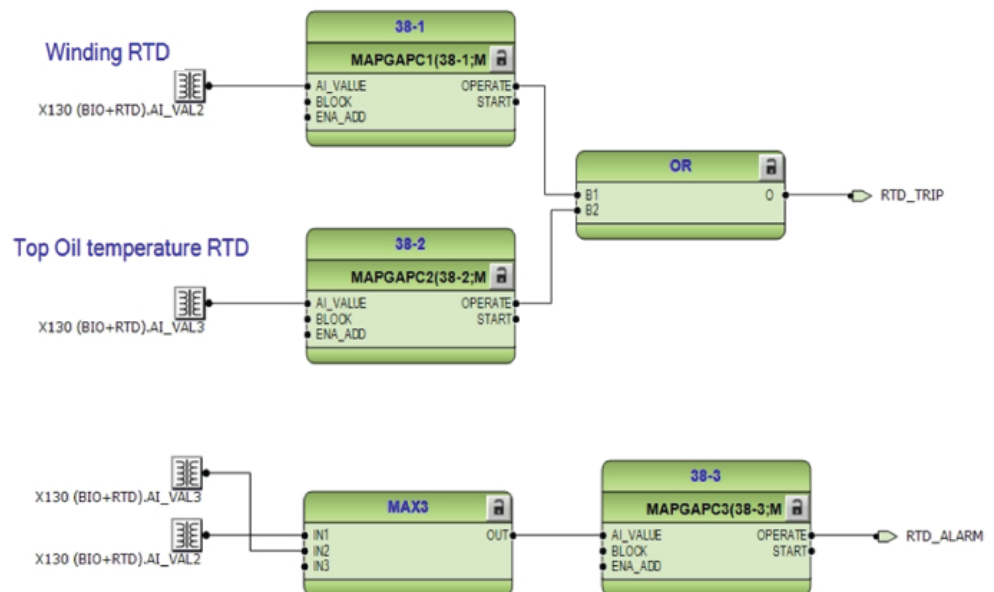 38-1
Winding RTD
MAPGAPC1(38-1;M
AI_VALUE OPERATE
X130 (BIO+RTD).AI_VAL2
BLOCK START
ENA_ADD
OR
B1 O
RTD_TRIP
B2
Top Oil temperature RTD
38-2
MAPGAPC2(38-2;M
AI_VALUE OPERATE
X130 (BIO+RTD).AI_VAL3
BLOCK START
ENA_ADD
X130 (BIO+RTD).AI_VAL3
X130 (BIO+RTD).AI_VAL2
MAX3
IN1 OUT
IN2
IN3
38-3
MAPGAPC3(38-3;M
AI_VALUE OPERATE
BLOCK START
ENA_ADD
RTD_ALARM